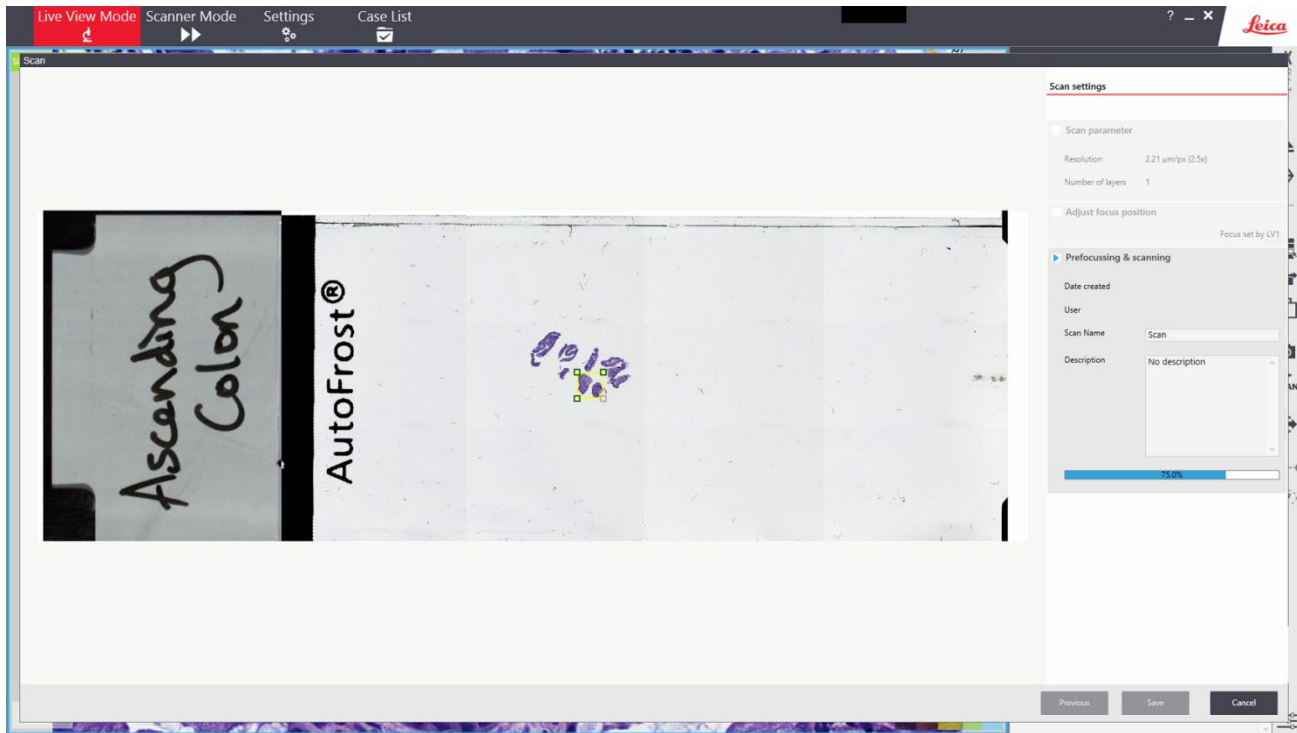 Live View Mode
Scanner Mode
Settings
Case List
?
Leica
Scan
Scan settings
Scan parameter
Resolution 2.21 µm/px (2.5x)
Number of layers 1
Adjust focus position
Focus set by LV1
Prefocussing & scanning
Date created
User
Scan Name Scan
Description No description
75.0%
Ascending
Colon
AutoFrost®
Previous
Save
Cancel